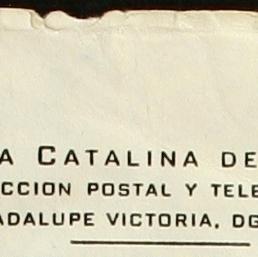 A CATALINA DE
CCION POSTAL Y TELE
ADALUPE VICTORIA, DG